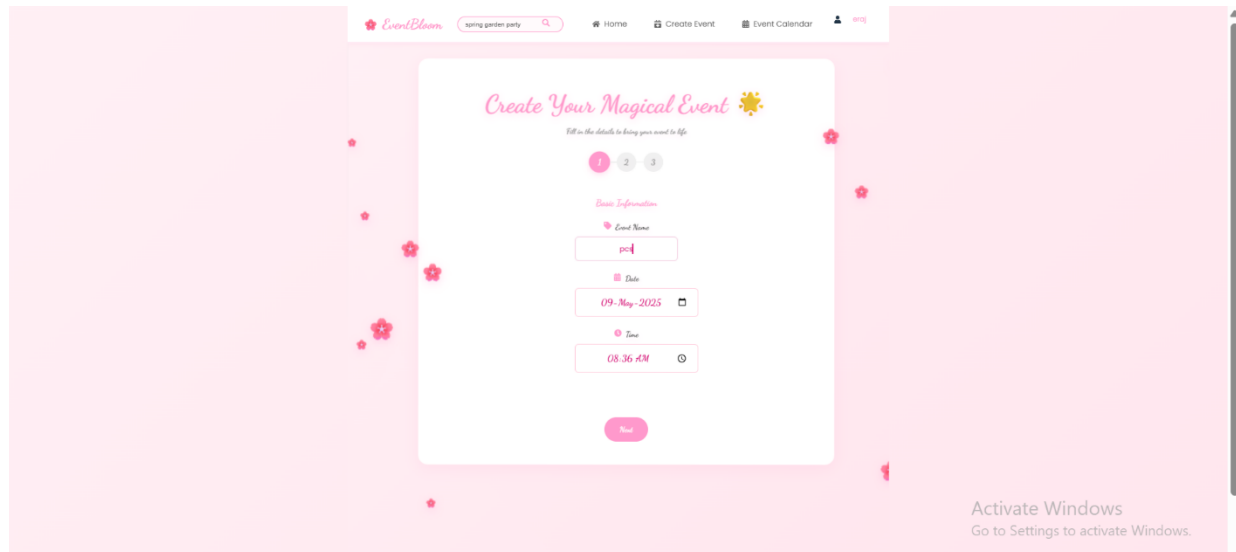 EventBloom
spring garden party
Home
Create Event
Event Calendar
eraj
Create Your Magical Event
Fill in the details to bring your event to life
1 2 3
Basic Information
Event Name
pcs
Date
09-May-2025
Time
08:36 AM
Next
Activate Windows
Go to Settings to activate Windows.